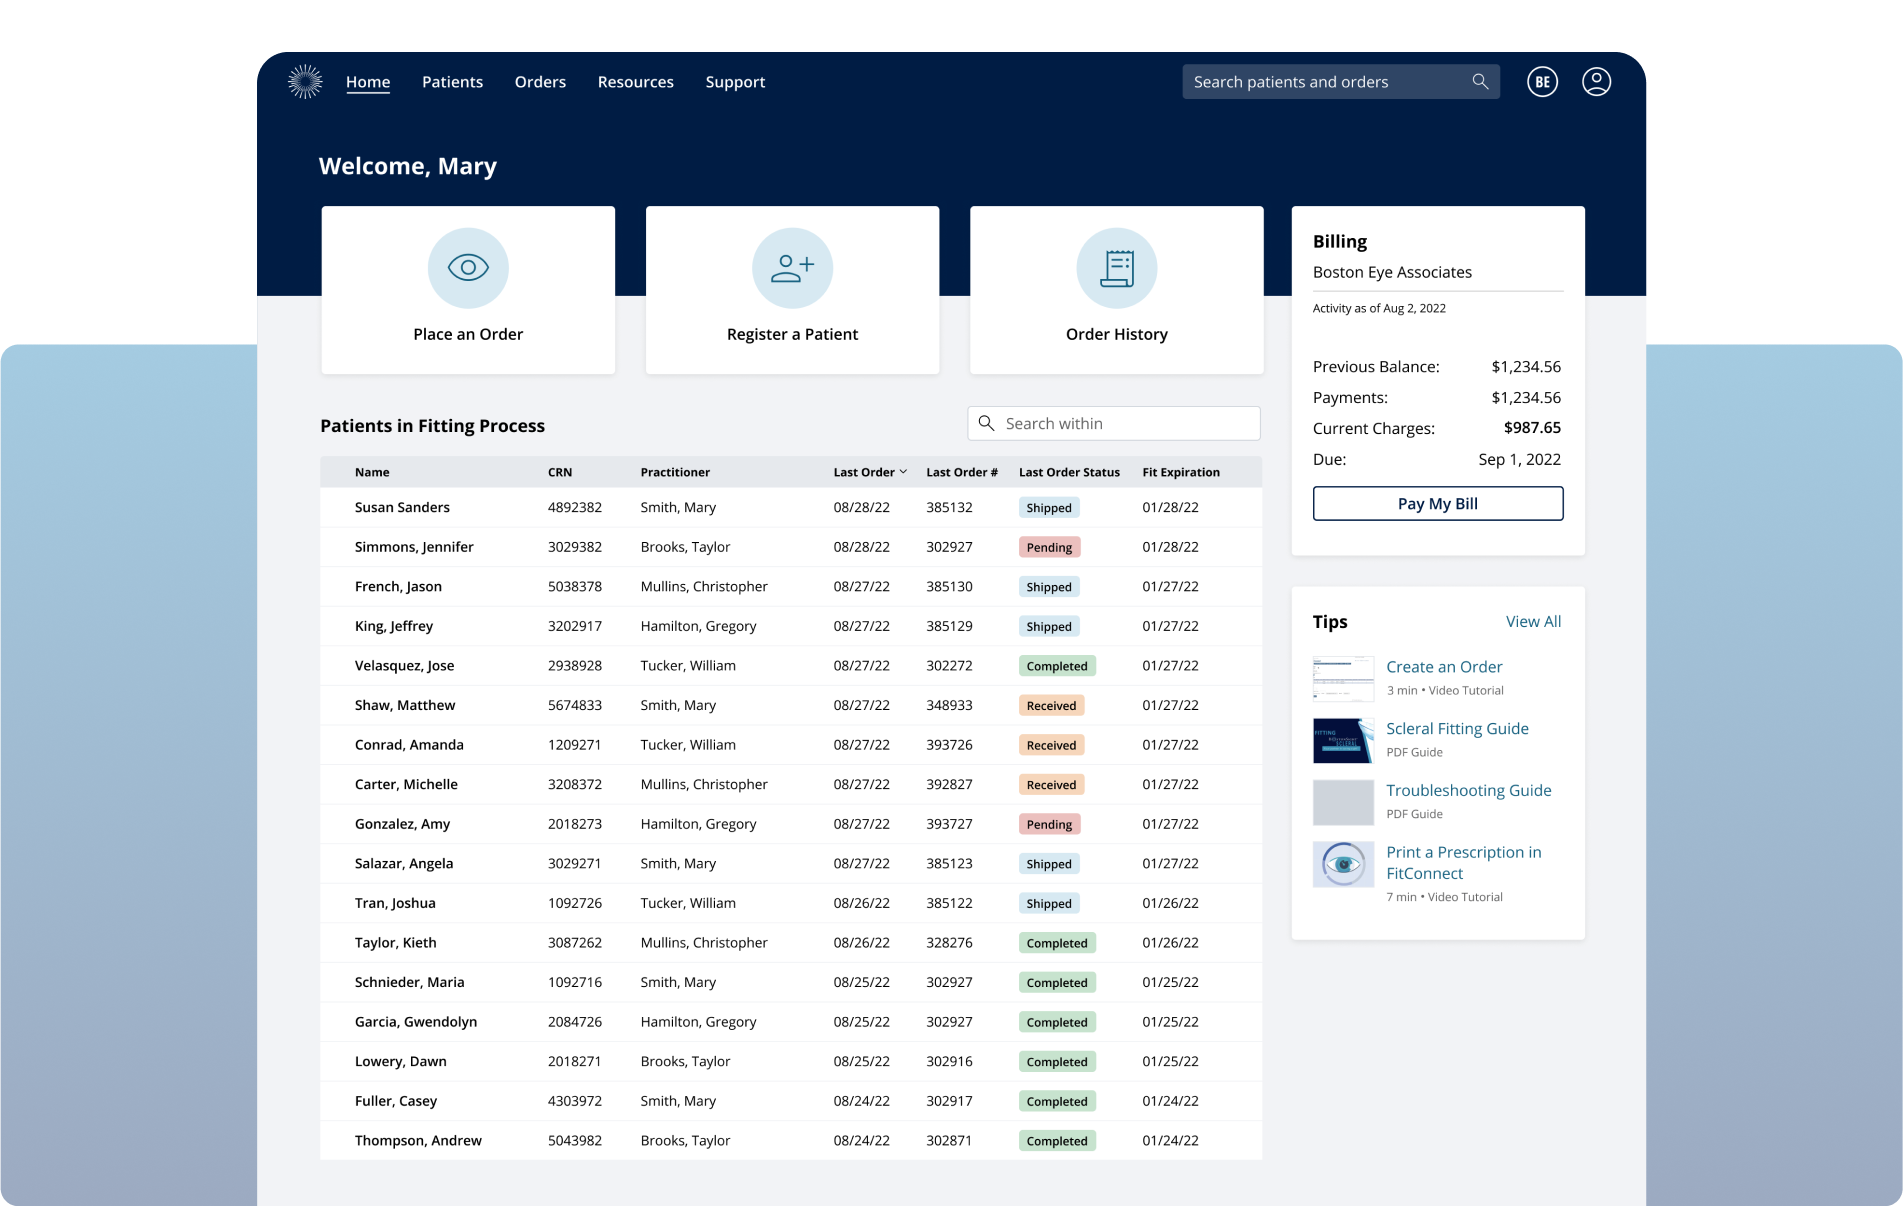 Home Patients Orders Resources Support Search patients and orders BE
Welcome, Mary
Place an Order
Register a Patient
Order History
Patients in Fitting Process
Search within
Name CRN Practitioner Last Order Last Order # Last Order Status Fit Expiration
Susan Sanders 4892382 Smith, Mary 08/28/22 385132 Shipped 01/28/22
Simmons, Jennifer 3029382 Brooks, Taylor 08/28/22 302927 Pending 01/28/22
French, Jason 5038378 Mullins, Christopher 08/27/22 385130 Shipped 01/27/22
King, Jeffrey 3202917 Hamilton, Gregory 08/27/22 385129 Shipped 01/27/22
Velasquez, Jose 2938928 Tucker, William 08/27/22 302272 Completed 01/27/22
Shaw, Matthew 5674833 Smith, Mary 08/27/22 348933 Received 01/27/22
Conrad, Amanda 1209271 Tucker, William 08/27/22 393726 Received 01/27/22
Carter, Michelle 3208372 Mullins, Christopher 08/27/22 392827 Received 01/27/22
Gonzalez, Amy 2018273 Hamilton, Gregory 08/27/22 393727 Pending 01/27/22
Salazar, Angela 3029271 Smith, Mary 08/27/22 385123 Shipped 01/27/22
Tran, Joshua 1092726 Tucker, William 08/26/22 385122 Shipped 01/26/22
Taylor, Kieth 3087262 Mullins, Christopher 08/26/22 328276 Completed 01/26/22
Schnieder, Maria 1092716 Smith, Mary 08/25/22 302927 Completed 01/25/22
Garcia, Gwendolyn 2084726 Hamilton, Gregory 08/25/22 302927 Completed 01/25/22
Lowery, Dawn 2018271 Brooks, Taylor 08/25/22 302916 Completed 01/25/22
Fuller, Casey 4303972 Smith, Mary 08/24/22 302917 Completed 01/24/22
Thompson, Andrew 5043982 Brooks, Taylor 08/24/22 302871 Completed 01/24/22
Billing
Boston Eye Associates
Activity as of Aug 2, 2022
Previous Balance: $1,234.56
Payments: $1,234.56
Current Charges: $987.65
Due: Sep 1, 2022
Pay My Bill
Tips View All
Create an Order
3 min • Video Tutorial
FITTING
SCLERAL
Scleral Fitting Guide
PDF Guide
Troubleshooting Guide
PDF Guide
Print a Prescription in
FitConnect
7 min • Video Tutorial